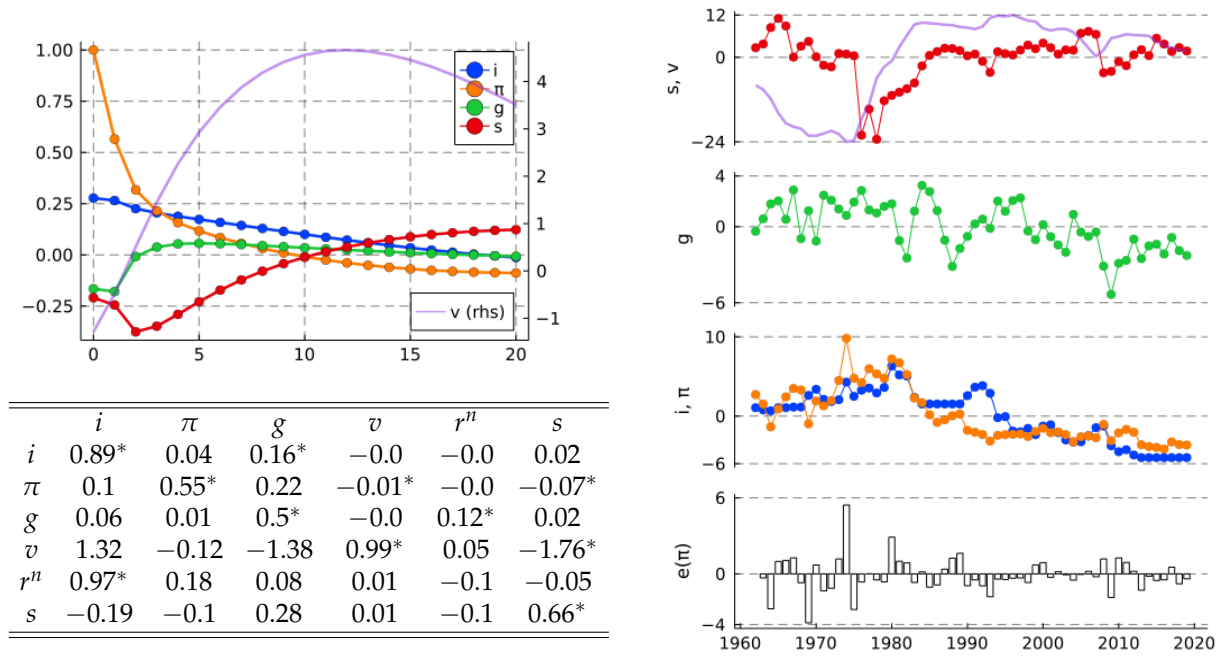 1.00
0.75
0.50
0.25
0.00
−0.25
4
3
2
1
0
−1
0 5 10 15 20
i
π
g
s
v (rhs)
i π g v rⁿ s
i 0.89* 0.04 0.16* −0.0 −0.0 0.02
π 0.1 0.55* 0.22 −0.01* −0.0 −0.07*
g 0.06 0.01 0.5* −0.0 0.12* 0.02
v 1.32 −0.12 −1.38 0.99* 0.05 −1.76*
rⁿ 0.97* 0.18 0.08 0.01 −0.1 −0.05
s −0.19 −0.1 0.28 0.01 −0.1 0.66*
s, v
12
0
−24
g
4
−6
i, π
10
0
−6
e(π)
6
0
−4
1960 1970 1980 1990 2000 2010 2020